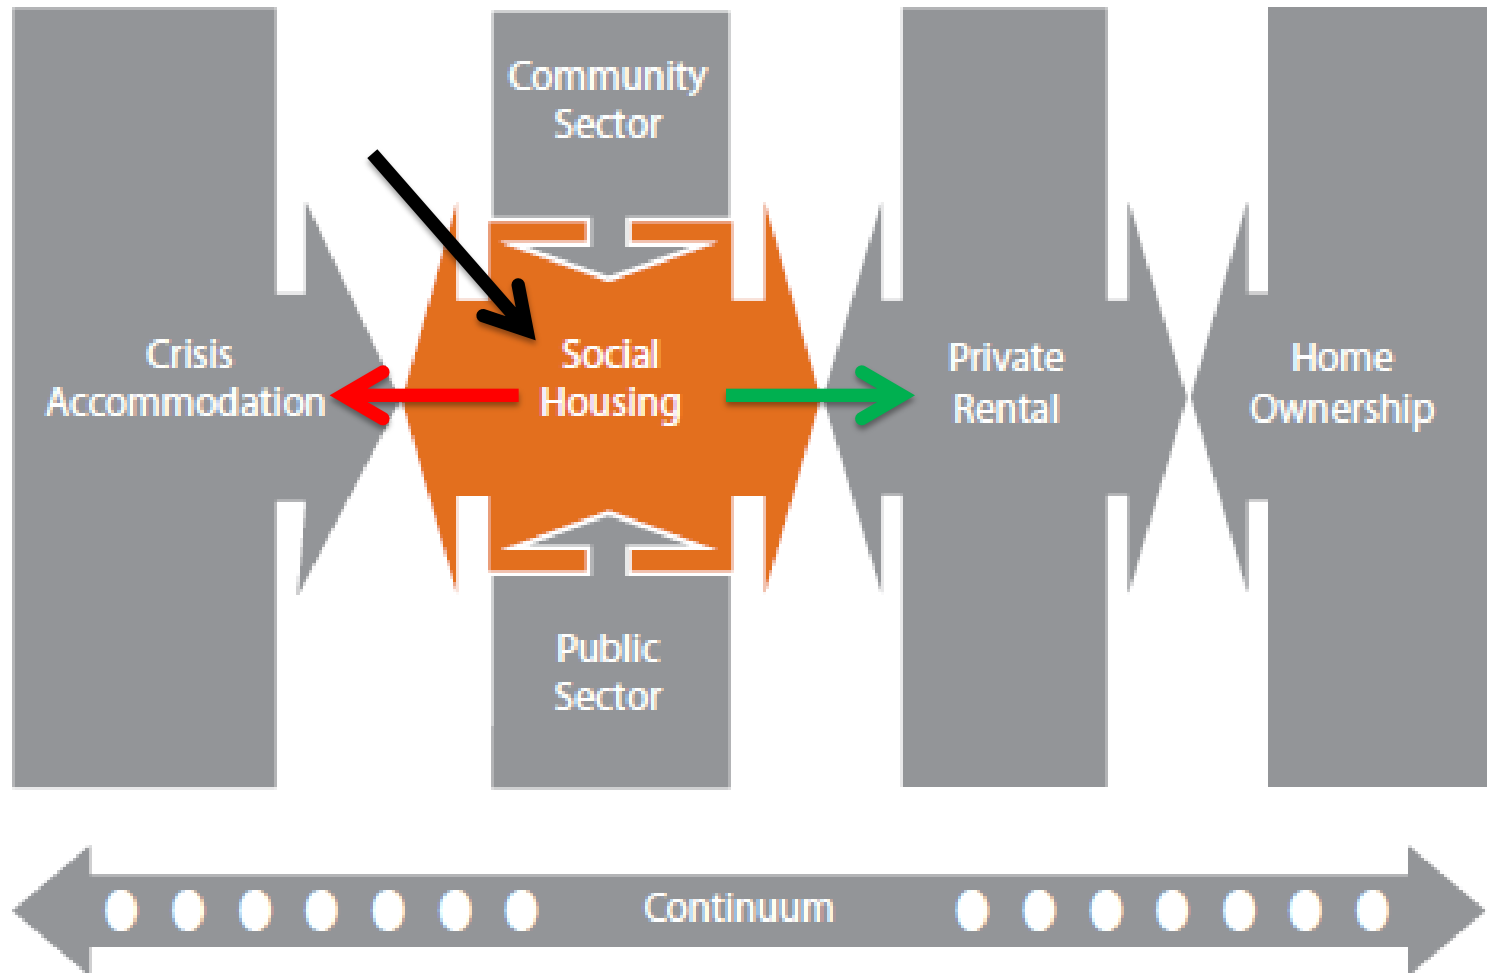 Community
Sector
Crisis
Accommodation
Social
Housing
Private
Rental
Home
Ownership
Public
Sector
Continuum